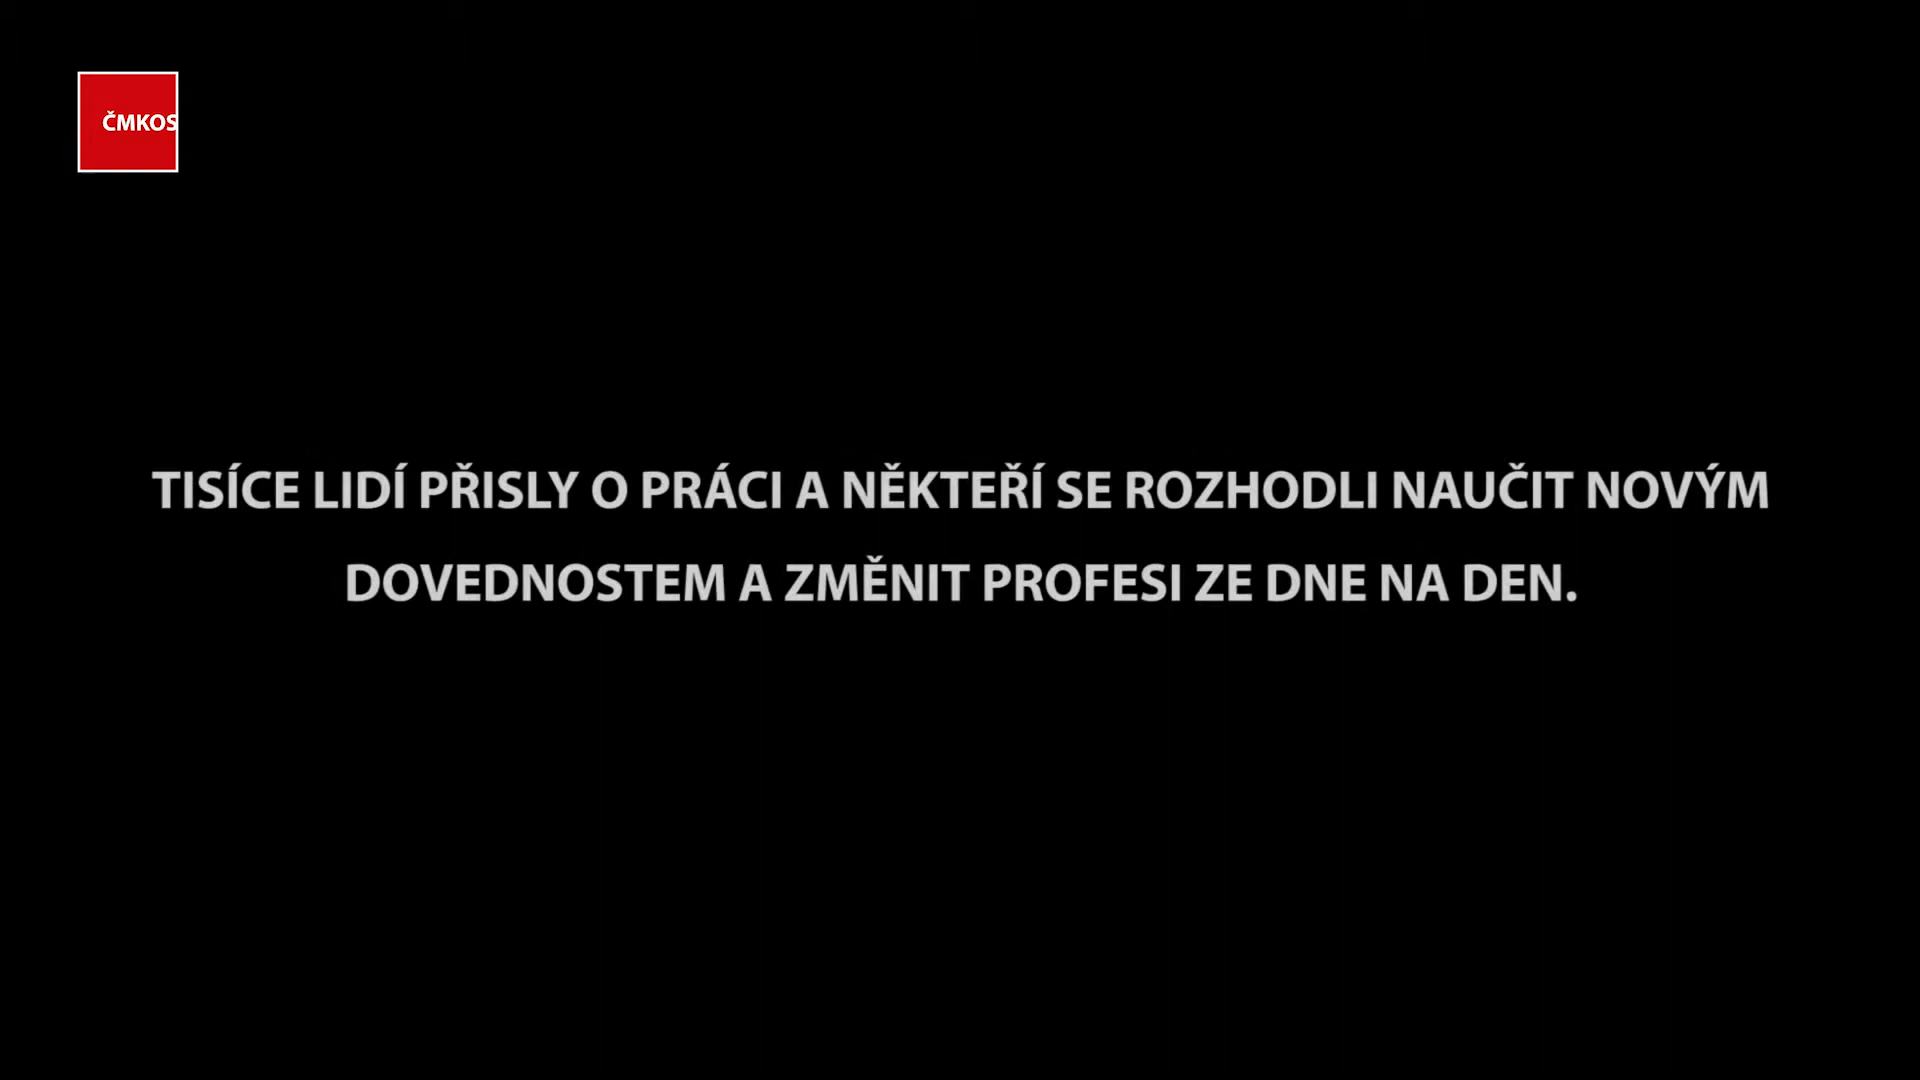 ČMKOS
TISÍCE LIDÍ PŘISLY O PRÁCI A NĚKTEŘÍ SE ROZHODLI NAUČIT NOVÝM
DOVEDNOSTEM A ZMĚNIT PROFESI ZE DNE NA DEN.